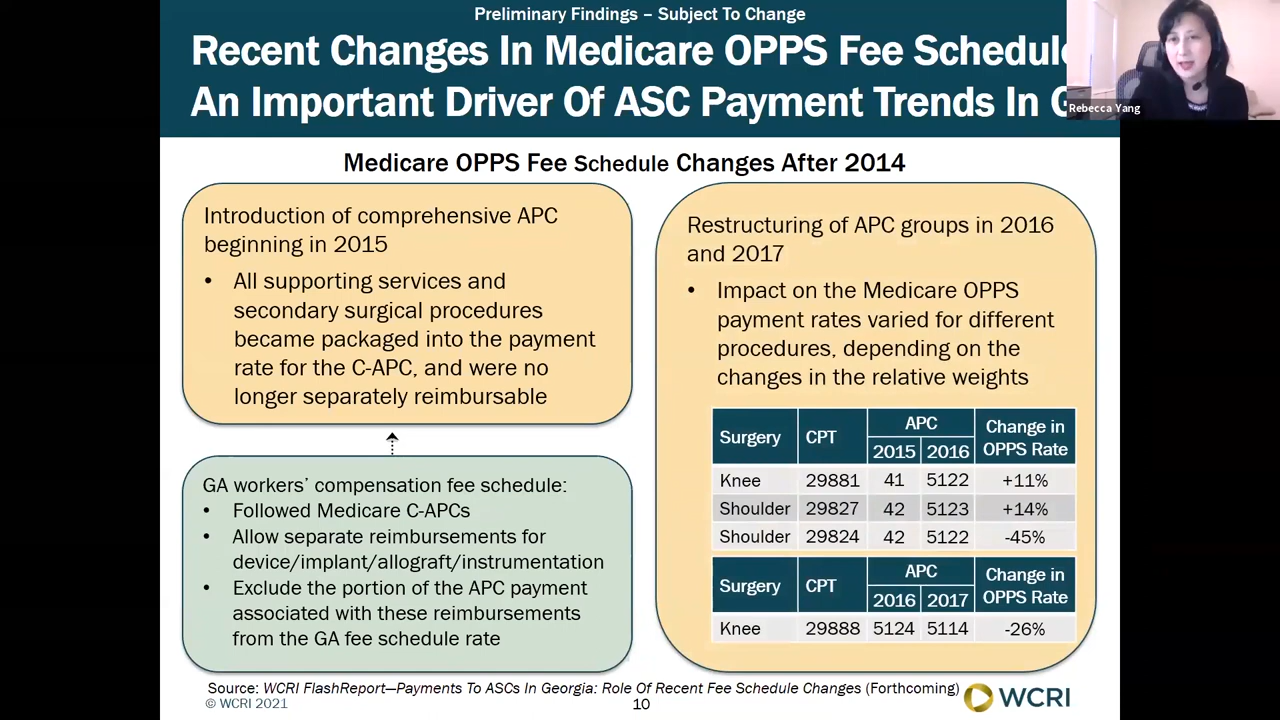 Preliminary Findings – Subject To Change
Recent Changes In Medicare OPPS Fee Schedule
An Important Driver Of ASC Payment Trends In
Rebecca Yang
Medicare OPPS Fee Schedule Changes After 2014
Introduction of comprehensive APC
beginning in 2015
• All supporting services and
secondary surgical procedures
became packaged into the payment
rate for the C-APC, and were no
longer separately reimbursable
GA workers’ compensation fee schedule:
• Followed Medicare C-APCs
• Allow separate reimbursements for
device/implant/allograft/instrumentation
• Exclude the portion of the APC payment
associated with these reimbursements
from the GA fee schedule rate
Restructuring of APC groups in 2016
and 2017
• Impact on the Medicare OPPS
payment rates varied for different
procedures, depending on the
changes in the relative weights
Surgery CPT APC Change in OPPS Rate
2015 2016
Knee 29881 41 5122 +11%
Shoulder 29827 42 5123 +14%
Shoulder 29824 42 5122 -45%
Surgery CPT APC Change in OPPS Rate
2016 2017
Knee 29888 5124 5114 -26%
Source: WCRI FlashReport—Payments To ASCs In Georgia: Role Of Recent Fee Schedule Changes (Forthcoming)
© WCRI 2021
10
WCRI